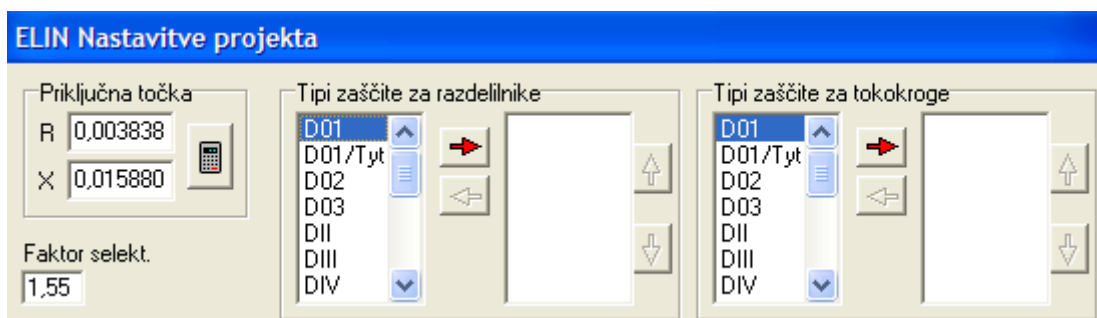 ELIN Nastavitve projekta
Priključna točka
R 0,003838
X 0,015880
Faktor selekt.
1,55
Tipi zaščite za razdelilnike
D01
D01/Tyt
D02
D03
DII
DIII
DIV
Tipi zaščite za tokokroge
D01
D01/Tyt
D02
D03
DII
DIII
DIV